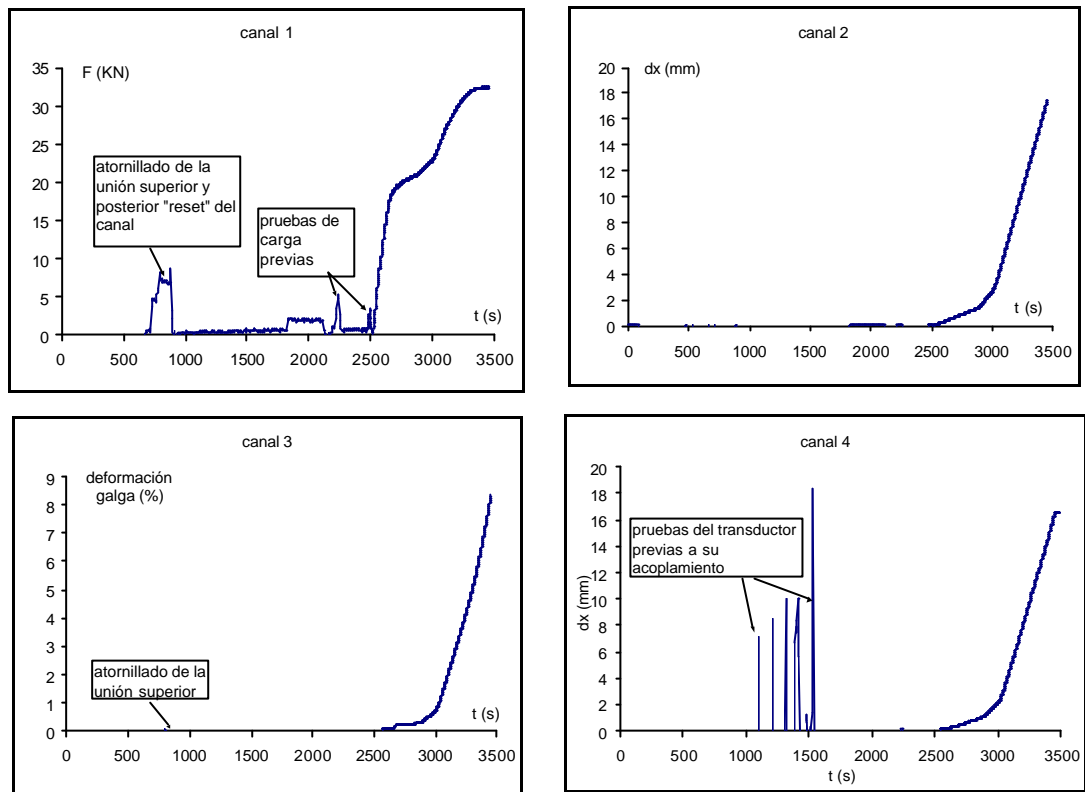 canal 1
F (KN)
35
30
25
20
15
10
5
0
atornillado de la
unión superior y
posterior "reset" del
canal
pruebas de
carga
previas
t (s)
0 500 1000 1500 2000 2500 3000 3500
canal 2
dx (mm)
20
18
16
14
12
10
8
6
4
2
0
t (s)
0 500 1000 1500 2000 2500 3000 3500
canal 3
deformación
galga (%)
9
8
7
6
5
4
3
2
1
0
atornillado de la
unión superior
t (s)
0 500 1000 1500 2000 2500 3000 3500
canal 4
20
18
16
14
12
10
8
6
4
2
0
dx (mm)
pruebas del transductor
previas a su
acoplamiento
0 500 1000 1500 2000 2500 3000 3500
t (s)